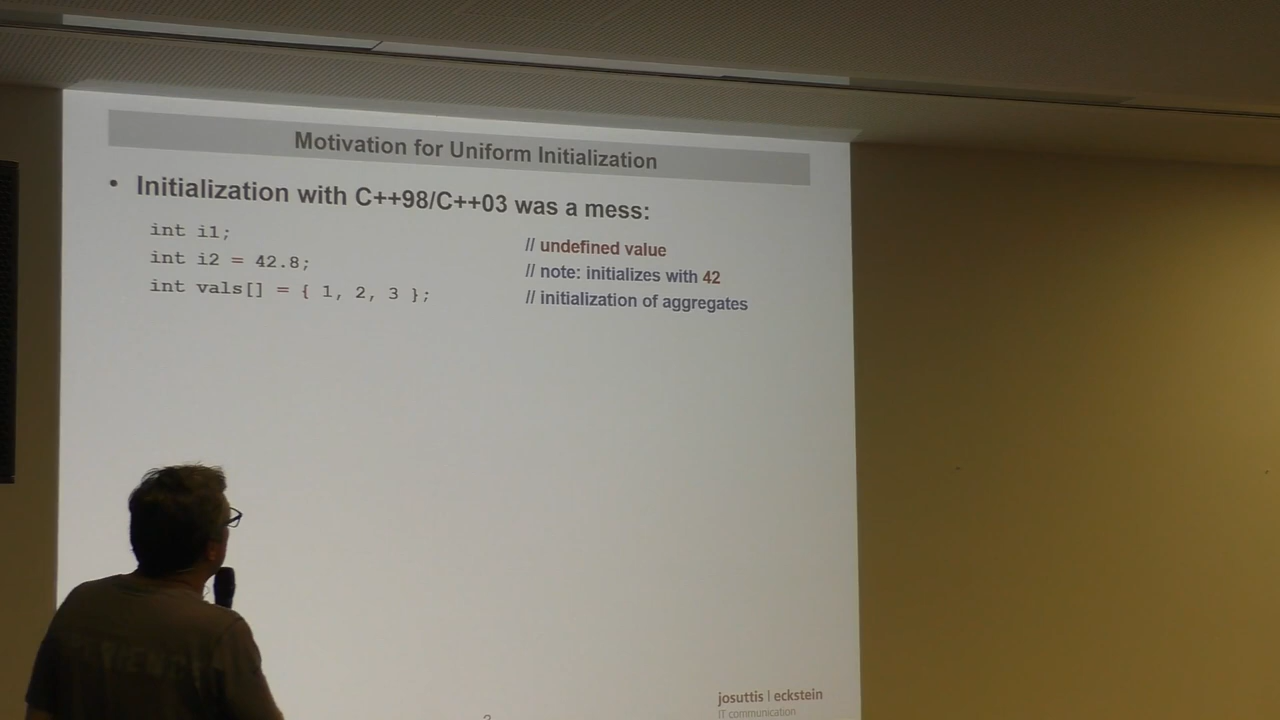 Motivation for Uniform Initialization
• Initialization with C++98/C++03 was a mess:
int i1; // undefined value
int i2 = 42.8; // note: initializes with 42
int vals[] = { 1, 2, 3 }; // initialization of aggregates
josuttis | eckstein
IT communication